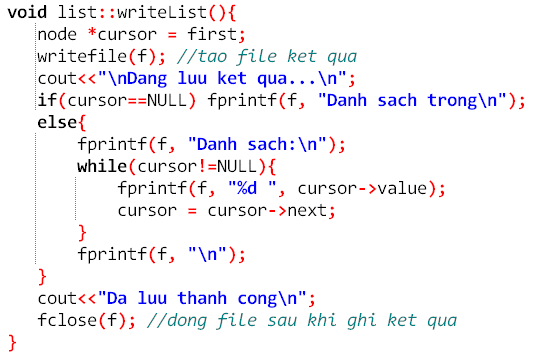 void list::writeList(){
    node *cursor = first;
    writefile(f); //tao file ket qua
    cout<<"\nDang luu ket qua...\n";
    if(cursor==NULL) fprintf(f, "Danh sach trong\n");
    else{
        fprintf(f, "Danh sach:\n");
        while(cursor!=NULL){
            fprintf(f, "%d ", cursor->value);
            cursor = cursor->next;
        }
        fprintf(f, "\n");
    }
    cout<<"Da luu thanh cong\n";
    fclose(f); //dong file sau khi ghi ket qua
}